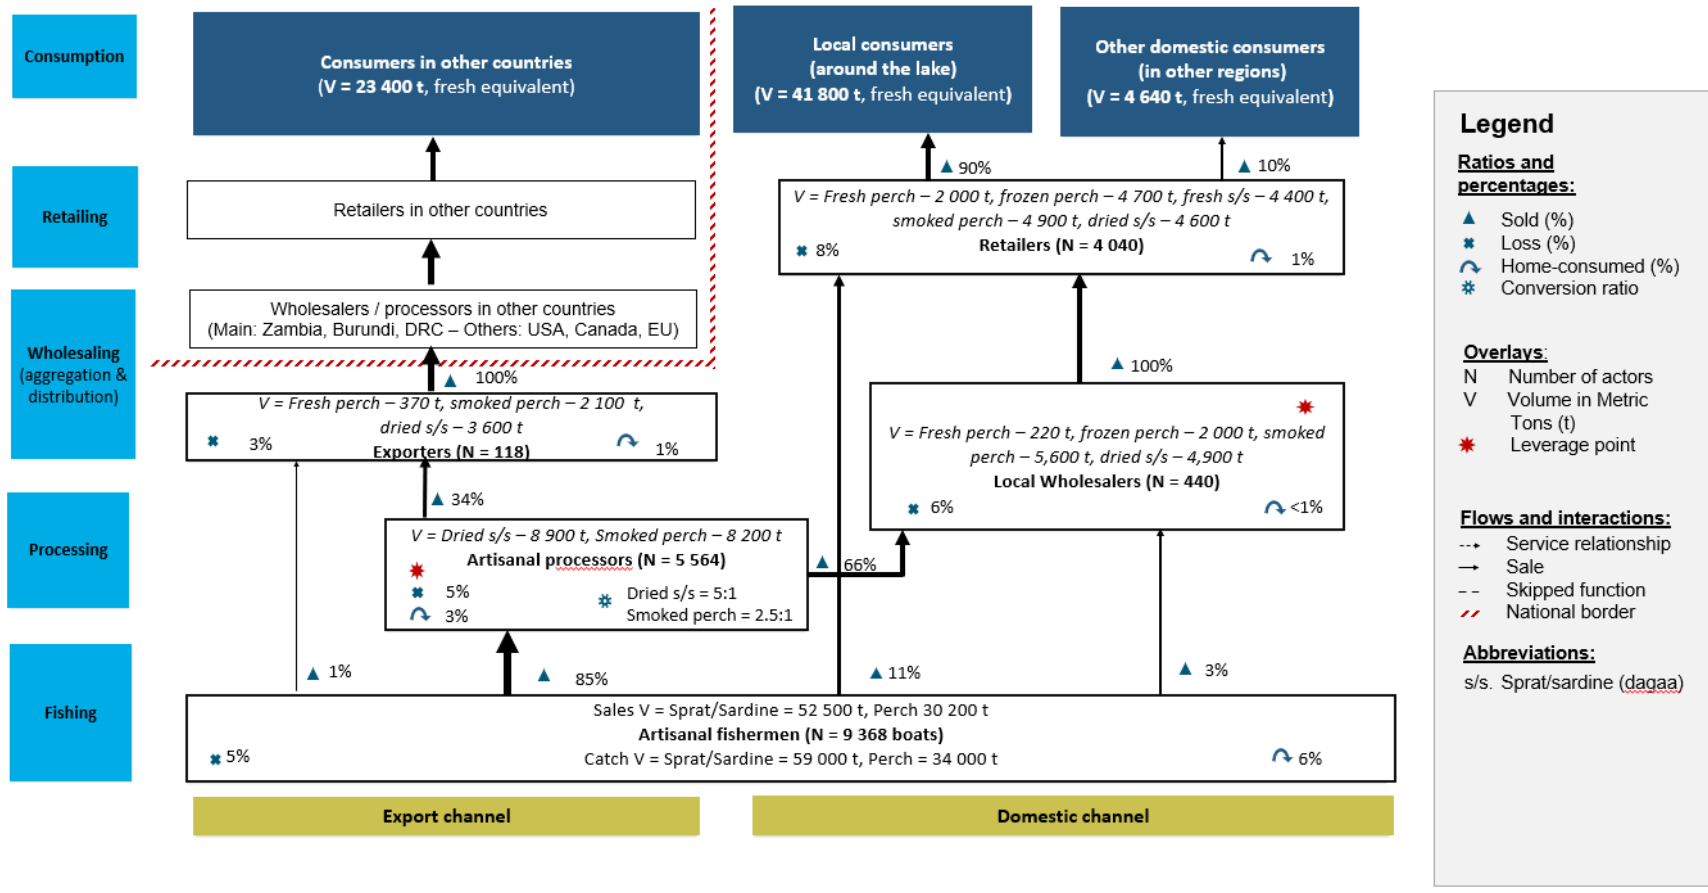 Consumption
Consumers in other countries
(V = 23 400 t, fresh equivalent)
Local consumers
(around the lake)
(V = 41 800 t, fresh equivalent)
Other domestic consumers
(in other regions)
(V = 4 640 t, fresh equivalent)
90%
10%
Retailing
Retailers in other countries
V = Fresh perch – 2 000 t, frozen perch – 4 700 t, fresh s/s – 4 400 t,
smoked perch – 4 900 t, dried s/s – 4 600 t
Retailers (N = 4 040)
8%
1%
Wholesaling
(aggregation &
distribution)
Wholesalers / processors in other countries
(Main: Zambia, Burundi, DRC – Others: USA, Canada, EU)
100%
V = Fresh perch – 370 t, smoked perch – 2 100 t,
dried s/s – 3 600 t
Exporters (N = 118)
3%
1%
100%
V = Fresh perch – 220 t, frozen perch – 2 000 t, smoked
perch – 5,600 t, dried s/s – 4,900 t
Local Wholesalers (N = 440)
6%
<1%
Processing
34%
V = Dried s/s – 8 900 t, Smoked perch – 8 200 t
Artisanal processors (N = 5 564)
5%
3%
Dried s/s = 5:1
Smoked perch = 2.5:1
66%
Fishing
1%
85%
11%
3%
Sales V = Sprat/Sardine = 52 500 t, Perch 30 200 t
Artisanal fishermen (N = 9 368 boats)
Catch V = Sprat/Sardine = 59 000 t, Perch = 34 000 t
5%
6%
Export channel
Domestic channel
Legend
Ratios and
percentages:
Sold (%)
Loss (%)
Home-consumed (%)
Conversion ratio
Overlays:
N Number of actors
V Volume in Metric
Tons (t)
Leverage point
Flows and interactions:
Service relationship
Sale
Skipped function
National border
Abbreviations:
s/s. Sprat/sardine (dagaa)